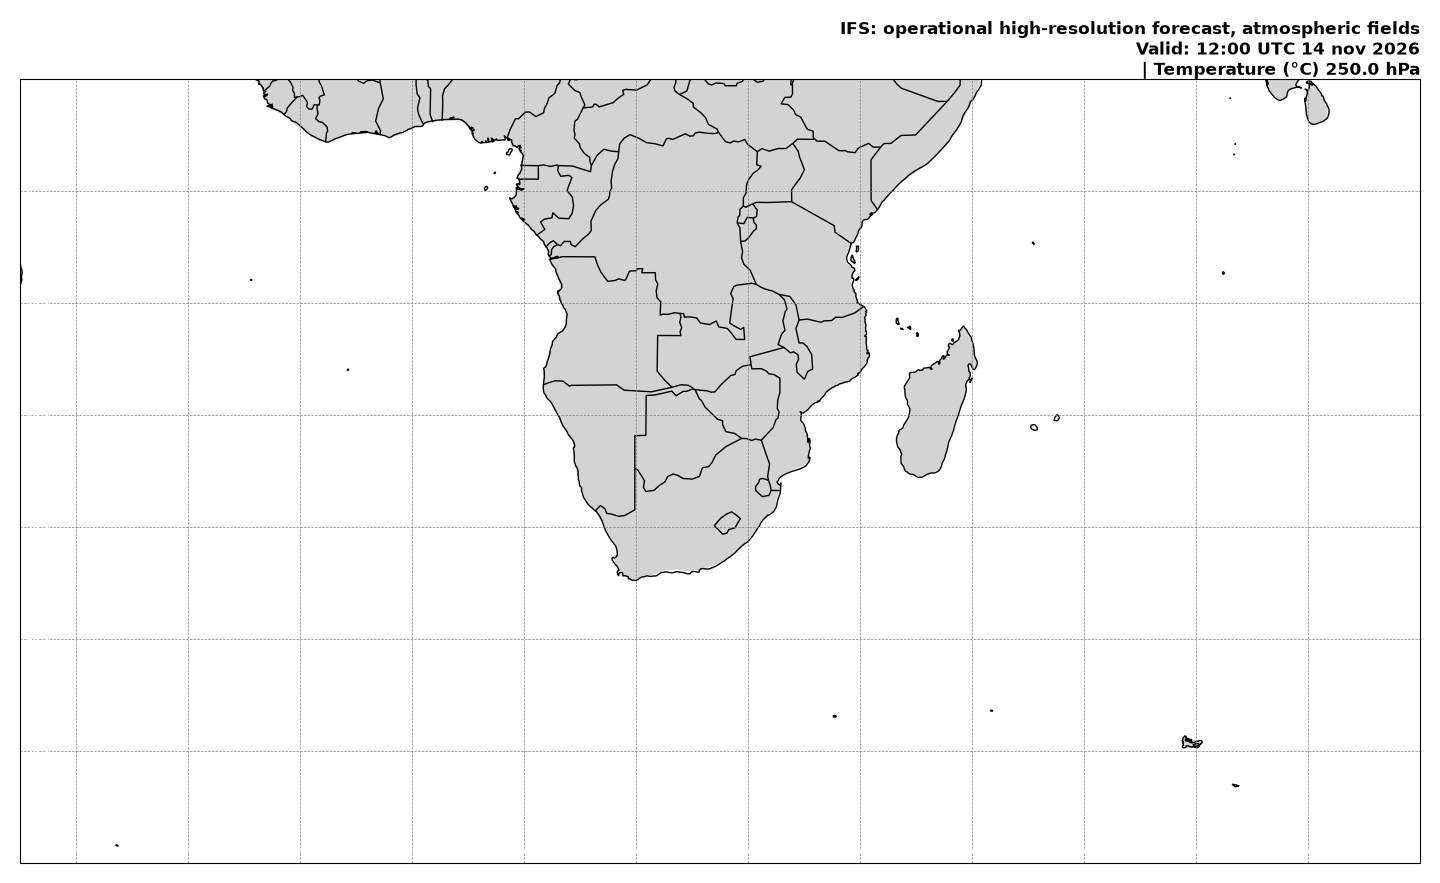 IFS: operational high-resolution forecast, atmospheric fields
Valid: 12:00 UTC 14 nov 2026
| Temperature (°C) 250.0 hPa